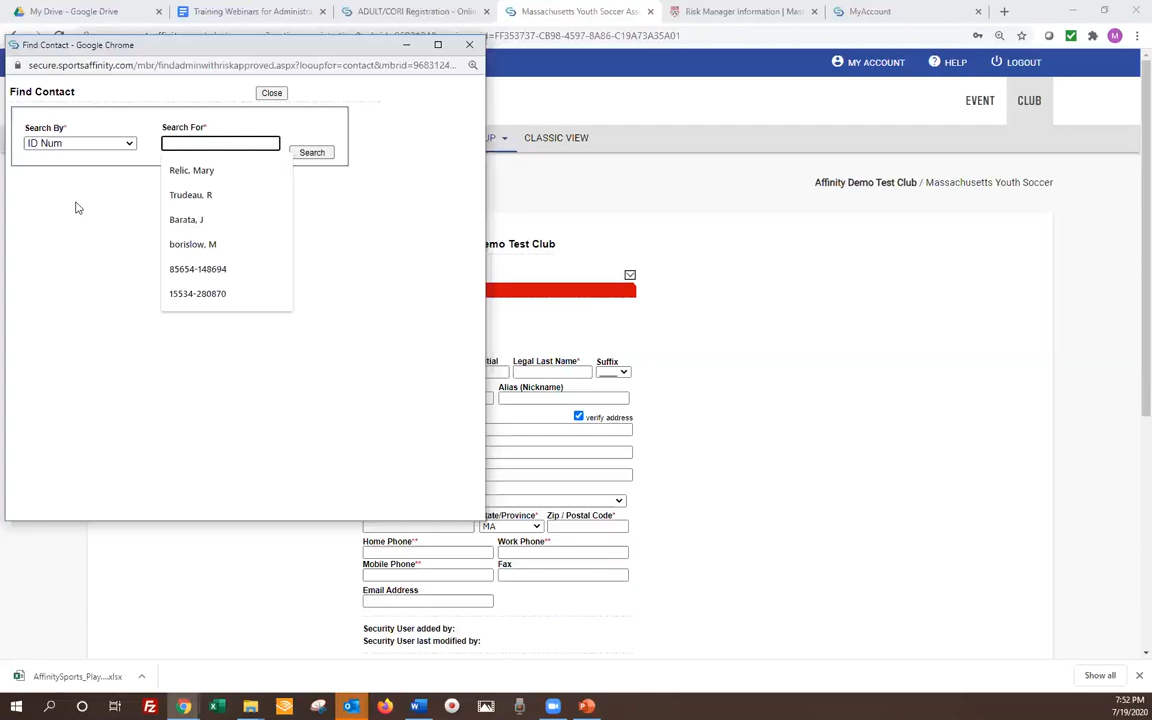 My Drive - Google Drive
Training Webinars for Administra
ADULT/CORI Registration - Onlin
Massachusetts Youth Soccer Ass
Risk Manager Information | Mass
MyAccount
Find Contact - Google Chrome
=FF353737-CB98-4597-8A86-C19A73A35A01
secure.sportsaffinity.com/mbr/findadminwithriskapproved.aspx?looupfor=contact&mbrid=9683124...
MY ACCOUNT
HELP
LOGOUT
Find Contact
Close
EVENT
CLUB
Search By*
Search For*
ID Num
Search
UP
CLASSIC VIEW
Relic, Mary
Trudeau, R
Barata, J
borislow, M
85654-148694
15534-280870
Affinity Demo Test Club / Massachusetts Youth Soccer
emo Test Club
itial
Legal Last Name*
Suffix
Alias (Nickname)
verify address
State/Province*
Zip / Postal Code*
MA
Home Phone**
Work Phone**
Mobile Phone**
Fax
Email Address
Security User added by:
Security User last modified by:
AffinitySports_Play....xlsx
Show all
7:52 PM
7/19/2020